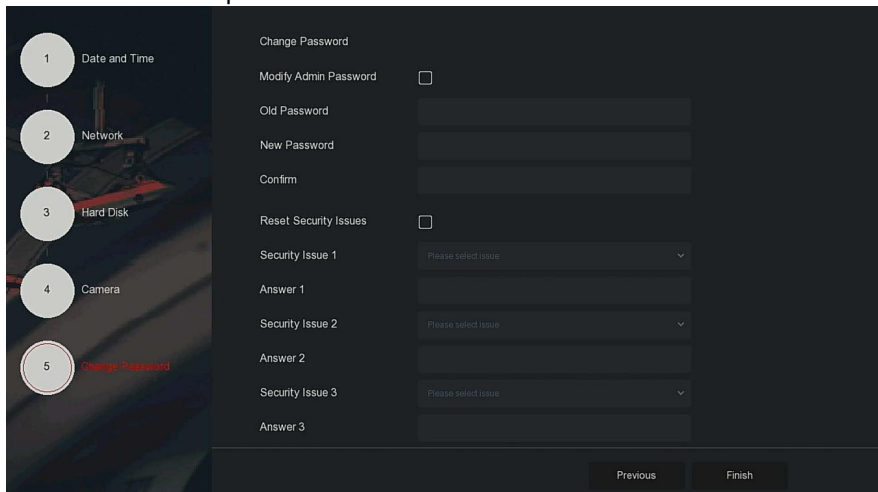 1 Date and Time
2 Network
3 Hard Disk
4 Camera
5 Change Password
Change Password
Modify Admin Password
Old Password
New Password
Confirm
Reset Security Issues
Security Issue 1 Please select issue
Answer 1
Security Issue 2 Please select issue
Answer 2
Security Issue 3 Please select issue
Answer 3
Previous Finish